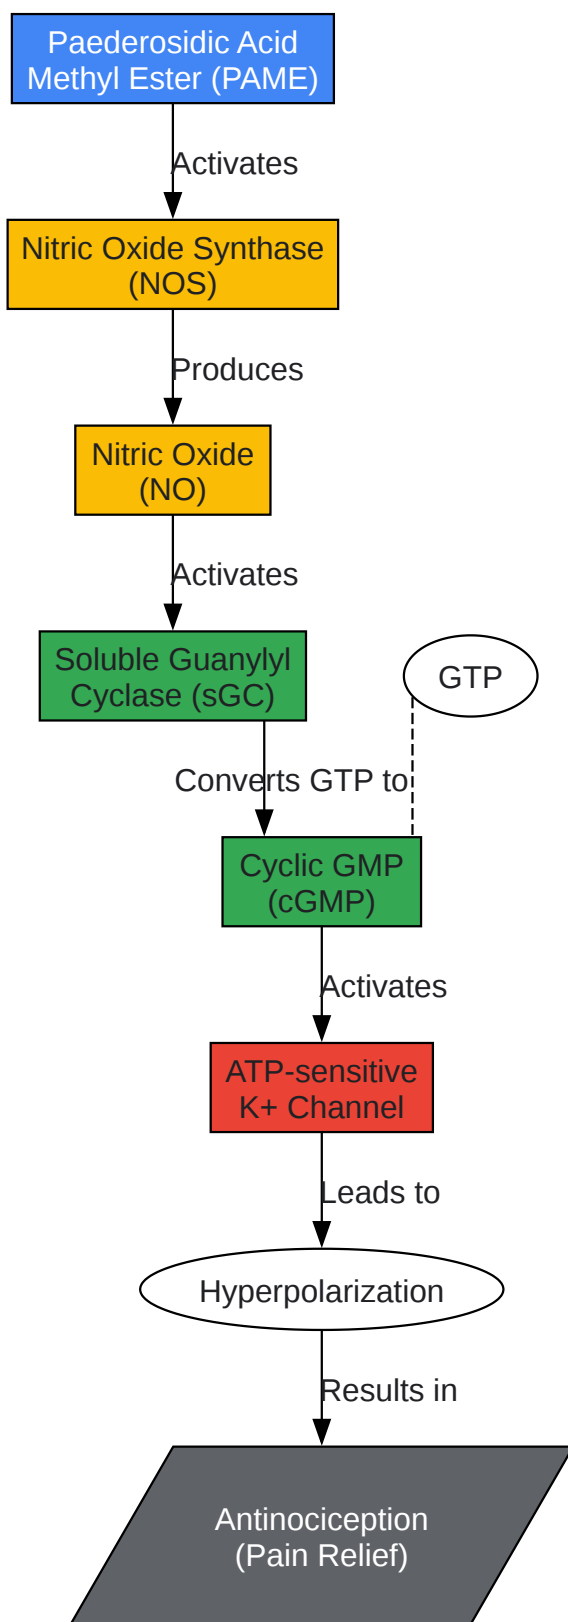 Paederosidic Acid
Methyl Ester (PAME)
Activates
Nitric Oxide Synthase
(NOS)
Produces
Nitric Oxide
(NO)
Activates
Soluble Guanylyl
Cyclase (sGC)
GTP
Converts GTP to
Cyclic GMP
(cGMP)
Activates
ATP-sensitive
K+ Channel
Leads to
Hyperpolarization
Results in
Antinociception
(Pain Relief)